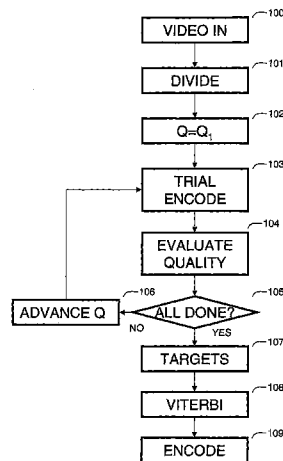 100
VIDEO IN
101
DIVIDE
102
Q=Q1
103
TRIAL
ENCODE
104
EVALUATE
QUALITY
106
105
ADVANCE Q
ALL DONE?
NO
YES
107
TARGETS
108
VITERBI
109
ENCODE